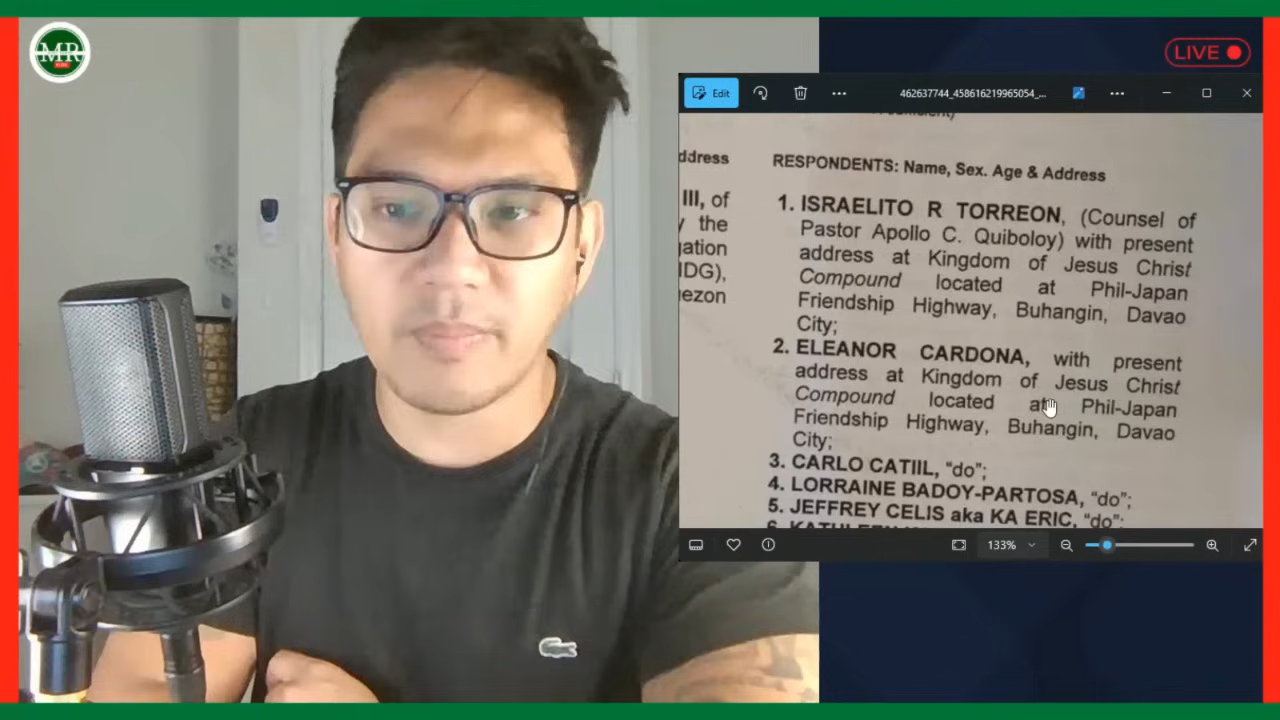 MR
LIVE
Edit
462637744_458616219965054_...
ddress
III, of
the
gation
IDG),
ezon
RESPONDENTS: Name, Sex. Age & Address
1. ISRAELITO R TORREON, (Counsel of
Pastor Apollo C. Quiboloy) with present
address at Kingdom of Jesus Christ
Compound located at Phil-Japan
Friendship Highway, Buhangin, Davao
City;
2. ELEANOR CARDONA, with present
address at Kingdom of Jesus Christ
Compound located at Phil-Japan
Friendship Highway, Buhangin, Davao
City;
3. CARLO CATIIL, “do”;
4. LORRAINE BADOY-PARTOSA, “do”;
5. JEFFREY CELIS aka KA ERIC, “do”;
6. KATHLEEN
133%